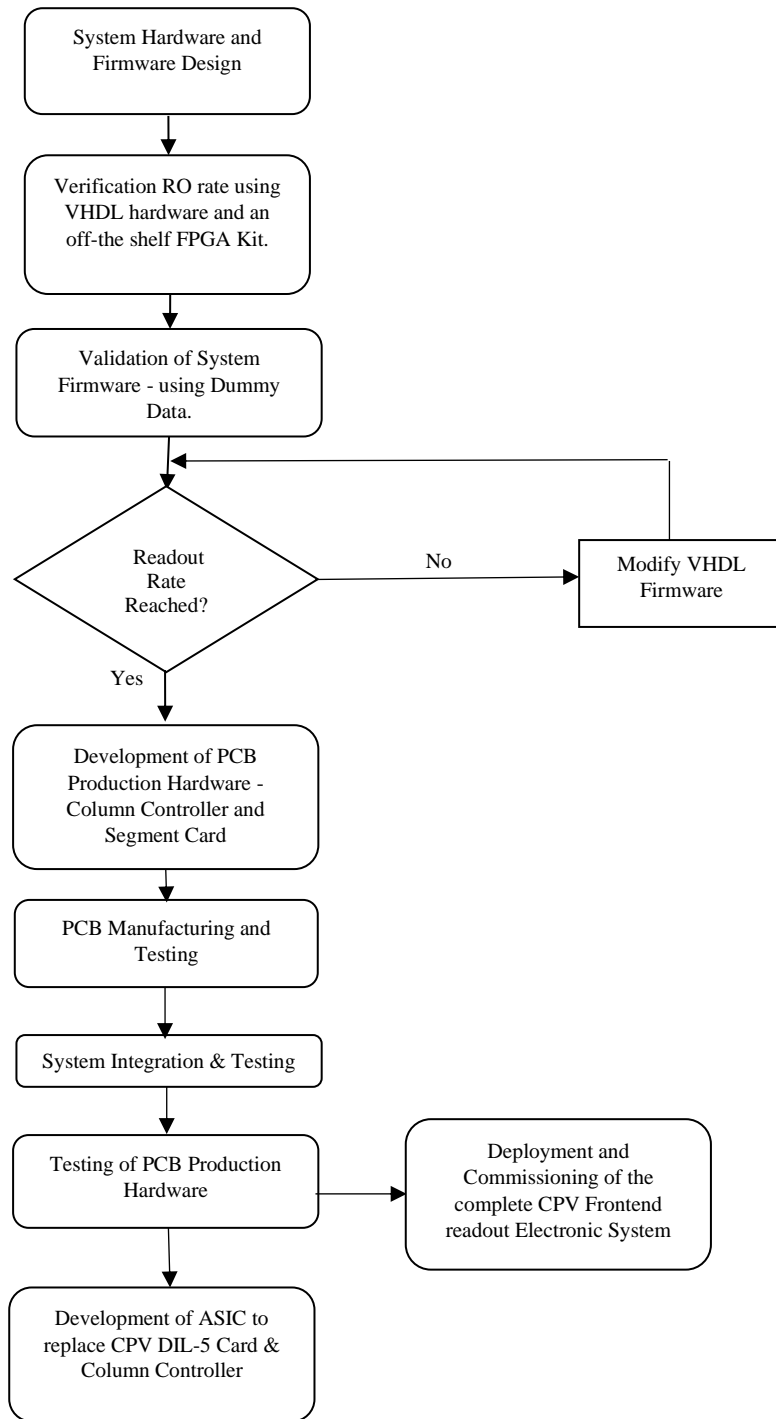 System Hardware and
Firmware Design
Verification RO rate using
VHDL hardware and an
off-the shelf FPGA Kit.
Validation of System
Firmware - using Dummy
Data.
Readout
Rate
Reached?
No
Modify VHDL
Firmware
Yes
Development of PCB
Production Hardware -
Column Controller and
Segment Card
PCB Manufacturing and
Testing
System Integration & Testing
Testing of PCB Production
Hardware
Deployment and
Commissioning of the
complete CPV Frontend
readout Electronic System
Development of ASIC to
replace CPV DIL-5 Card &
Column Controller